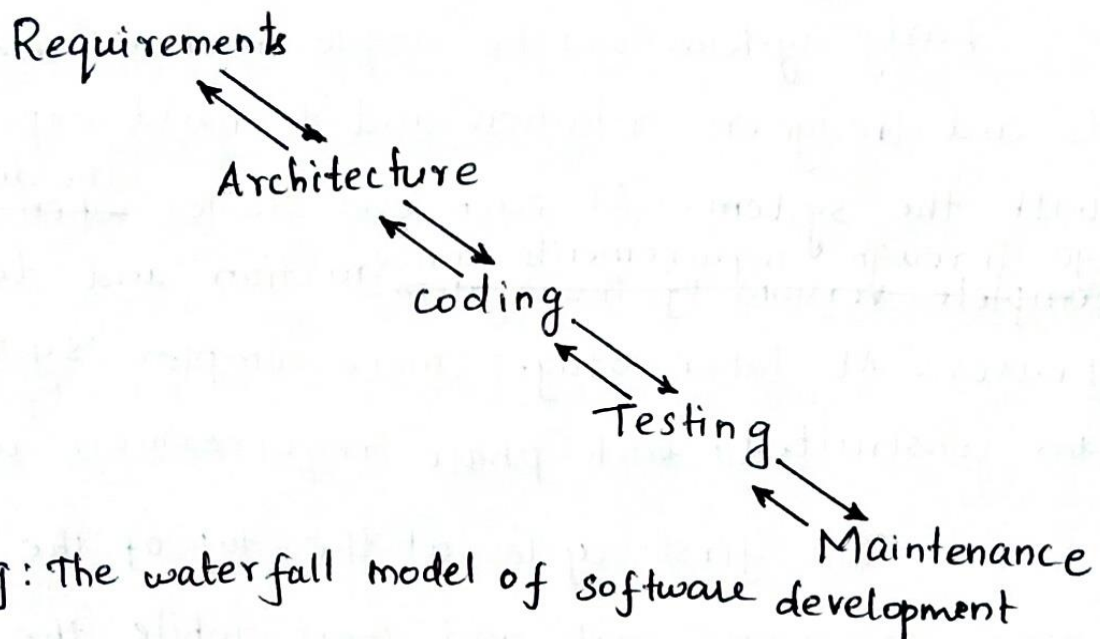 Requirements
Architecture
coding
Testing
Maintenance
: The waterfall model of software development